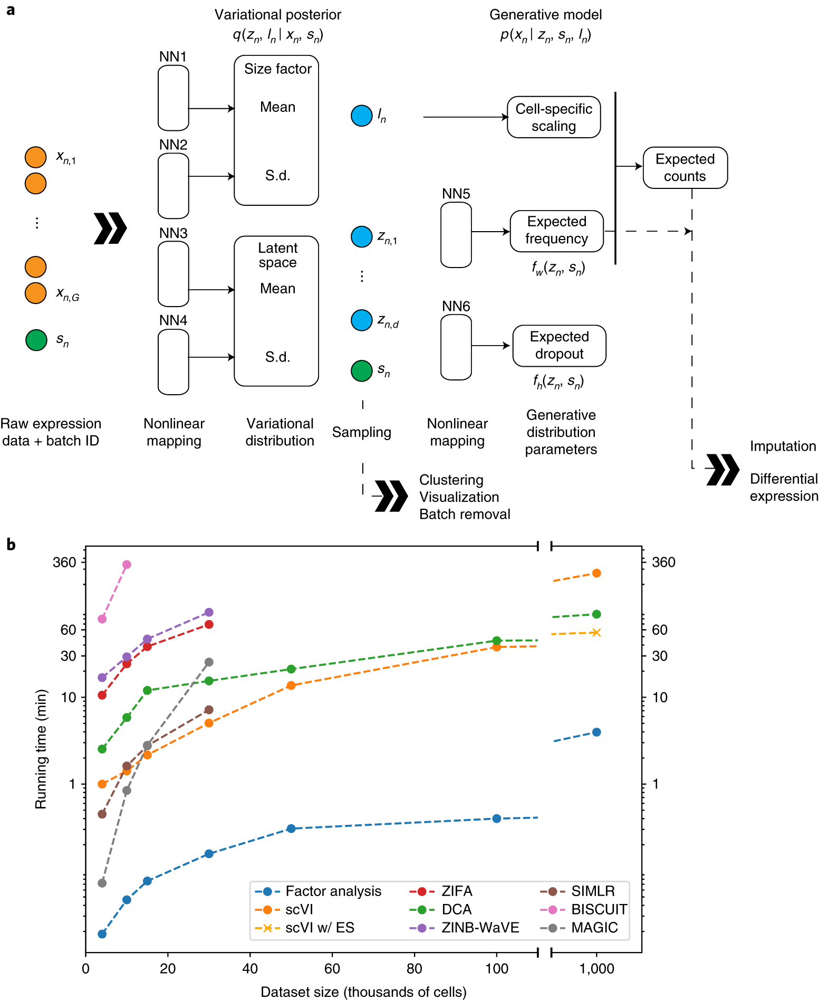 a
Variational posterior
q(zn, ln | xn, sn)
Generative model
p(xn | zn, sn, ln)
NN1
Size factor
Mean
S.d.
NN2
NN3
Latent
space
Mean
S.d.
NN4
xn,1
⋮
xn,G
sn
ln
zn,1
⋮
zn,d
sn
Cell-specific
scaling
Expected
counts
NN5
Expected
frequency
fw(zn, sn)
NN6
Expected
dropout
fh(zn, sn)
Raw expression
data + batch ID
Nonlinear
mapping
Variational
distribution
Sampling
Nonlinear
mapping
Generative
distribution
parameters
Clustering
Visualization
Batch removal
Imputation
Differential
expression
b
360
60
30
10
1
Running time (min)
360
60
30
10
1
Factor analysis
scVI
scVI w/ ES
ZIFA
DCA
ZINB-WaVE
SIMLR
BISCUIT
MAGIC
0 20 40 60 80 100 1,000
Dataset size (thousands of cells)